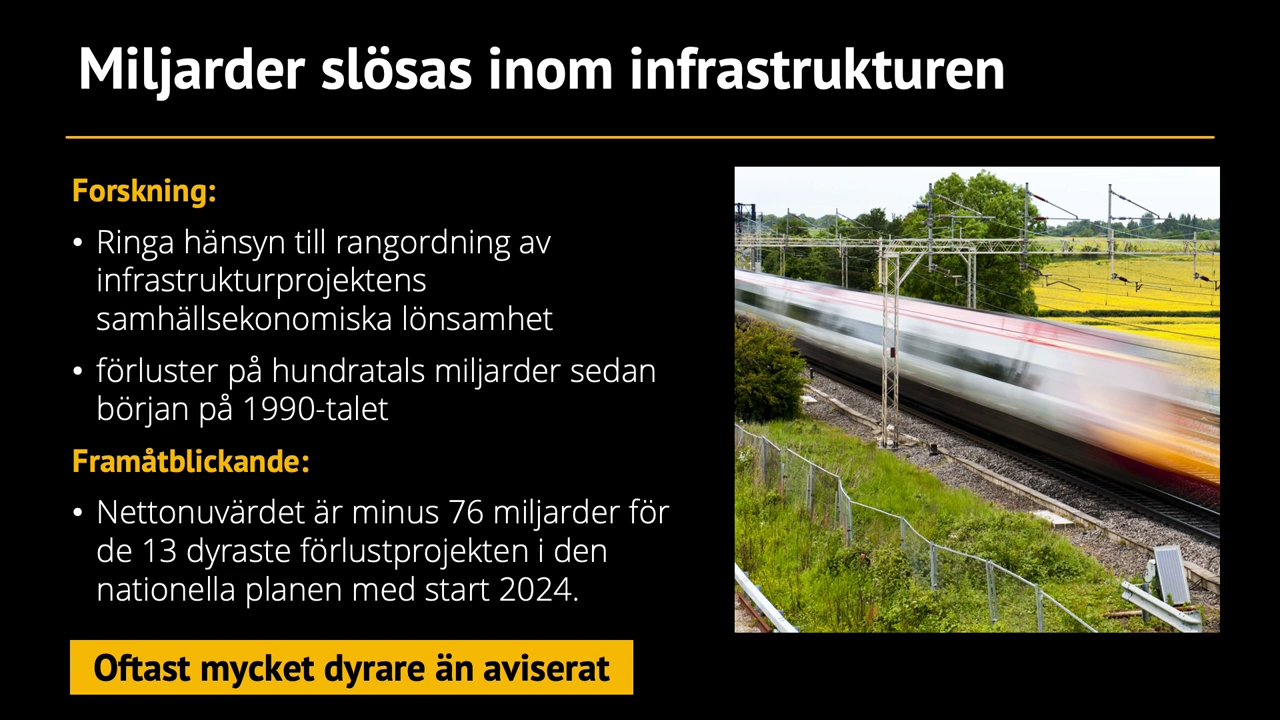 Miljarder slösas inom infrastrukturen
Forskning:
• Ringa hänsyn till rangordning av
infrastrukturprojektens
samhällsekonomiska lönsamhet
• förluster på hundratals miljarder sedan
början på 1990-talet
Framåtblickande:
• Nettonuvärdet är minus 76 miljarder för
de 13 dyraste förlustprojekten i den
nationella planen med start 2024.
Oftast mycket dyrare än aviserat